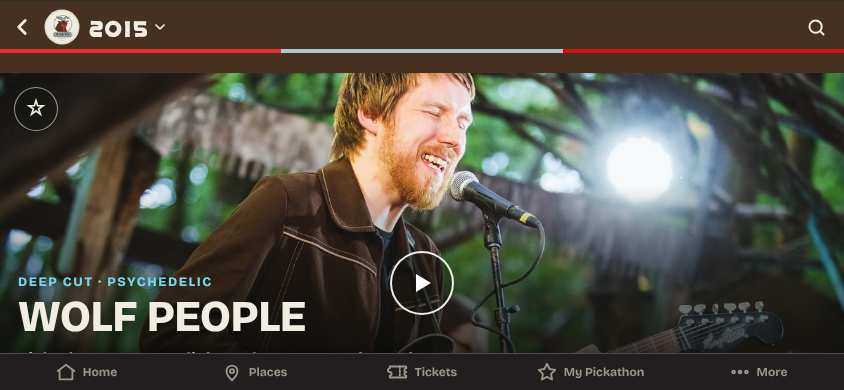 2015
DEEP CUT · PSYCHEDELIC
WOLF PEOPLE
Home
Places
Tickets
My Pickathon
More